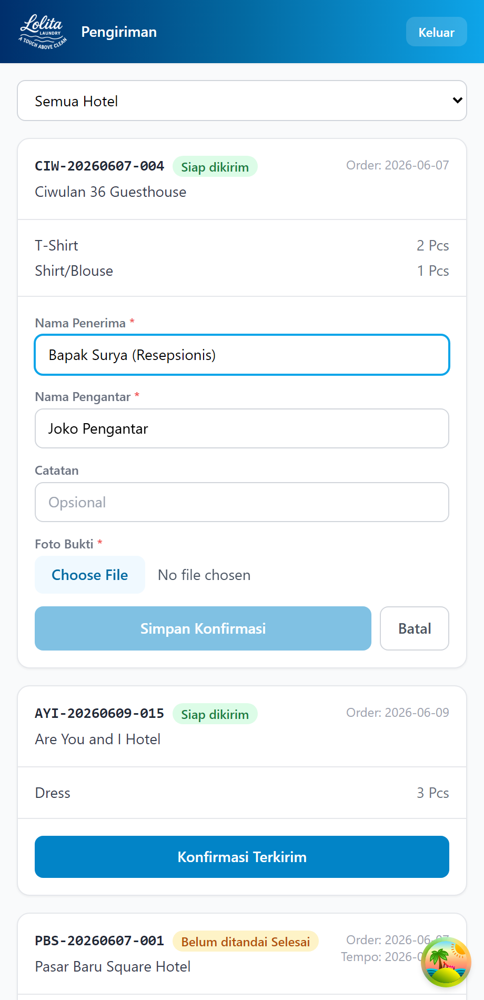 Lolita
LAUNDRY
A TOUCH ABOVE CLEAN
Pengiriman
Keluar
Semua Hotel
CIW-20260607-004 Siap dikirim Order: 2026-06-07
Ciwulan 36 Guesthouse
T-Shirt 2 Pcs
Shirt/Blouse 1 Pcs
Nama Penerima *
Bapak Surya (Resepsionis)
Nama Pengantar *
Joko Pengantar
Catatan
Opsional
Foto Bukti *
Choose File No file chosen
Simpan Konfirmasi Batal
AYI-20260609-015 Siap dikirim Order: 2026-06-09
Are You and I Hotel
Dress 3 Pcs
Konfirmasi Terkirim
PBS-20260607-001 Belum ditandai Selesai Order: 2026-06-07
Tempo: 2026-0
Pasar Baru Square Hotel